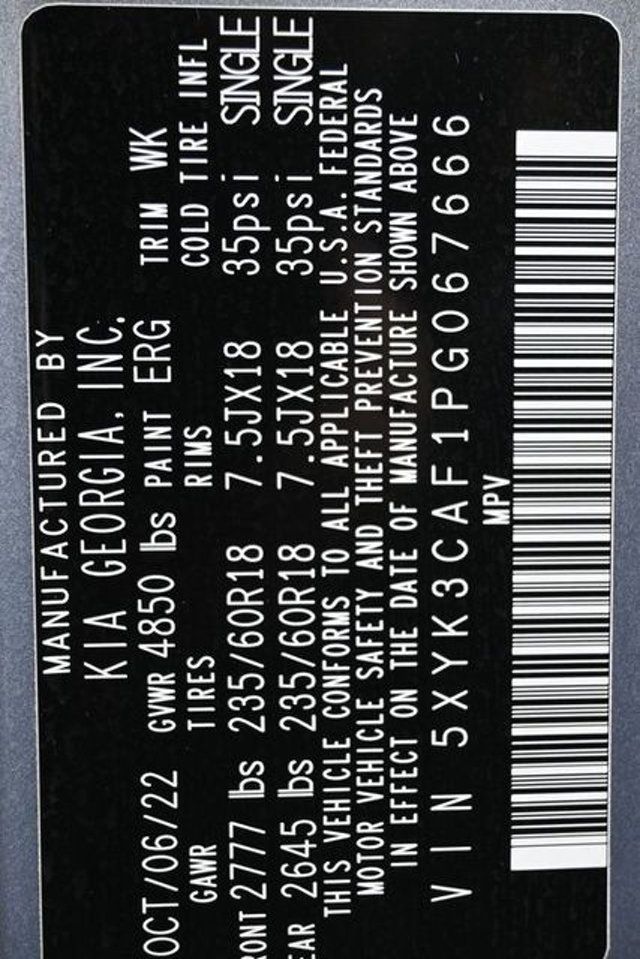 MANUFACTURED BY
KIA GEORGIA, INC.
OCT/06/22 GVWR 4850 lbs PAINT ERG TRIM WK
GAWR TIRES RIMS COLD TIRE INFL
RONT 2777 lbs 235/60R18 7.5JX18 35psi SINGLE
EAR 2645 lbs 235/60R18 7.5JX18 35psi SINGLE
THIS VEHICLE CONFORMS TO ALL APPLICABLE U.S.A. FEDERAL
MOTOR VEHICLE SAFETY AND THEFT PREVENTION STANDARDS
IN EFFECT ON THE DATE OF MANUFACTURE SHOWN ABOVE
VIN 5XYK3CAF1PG067666
MPV